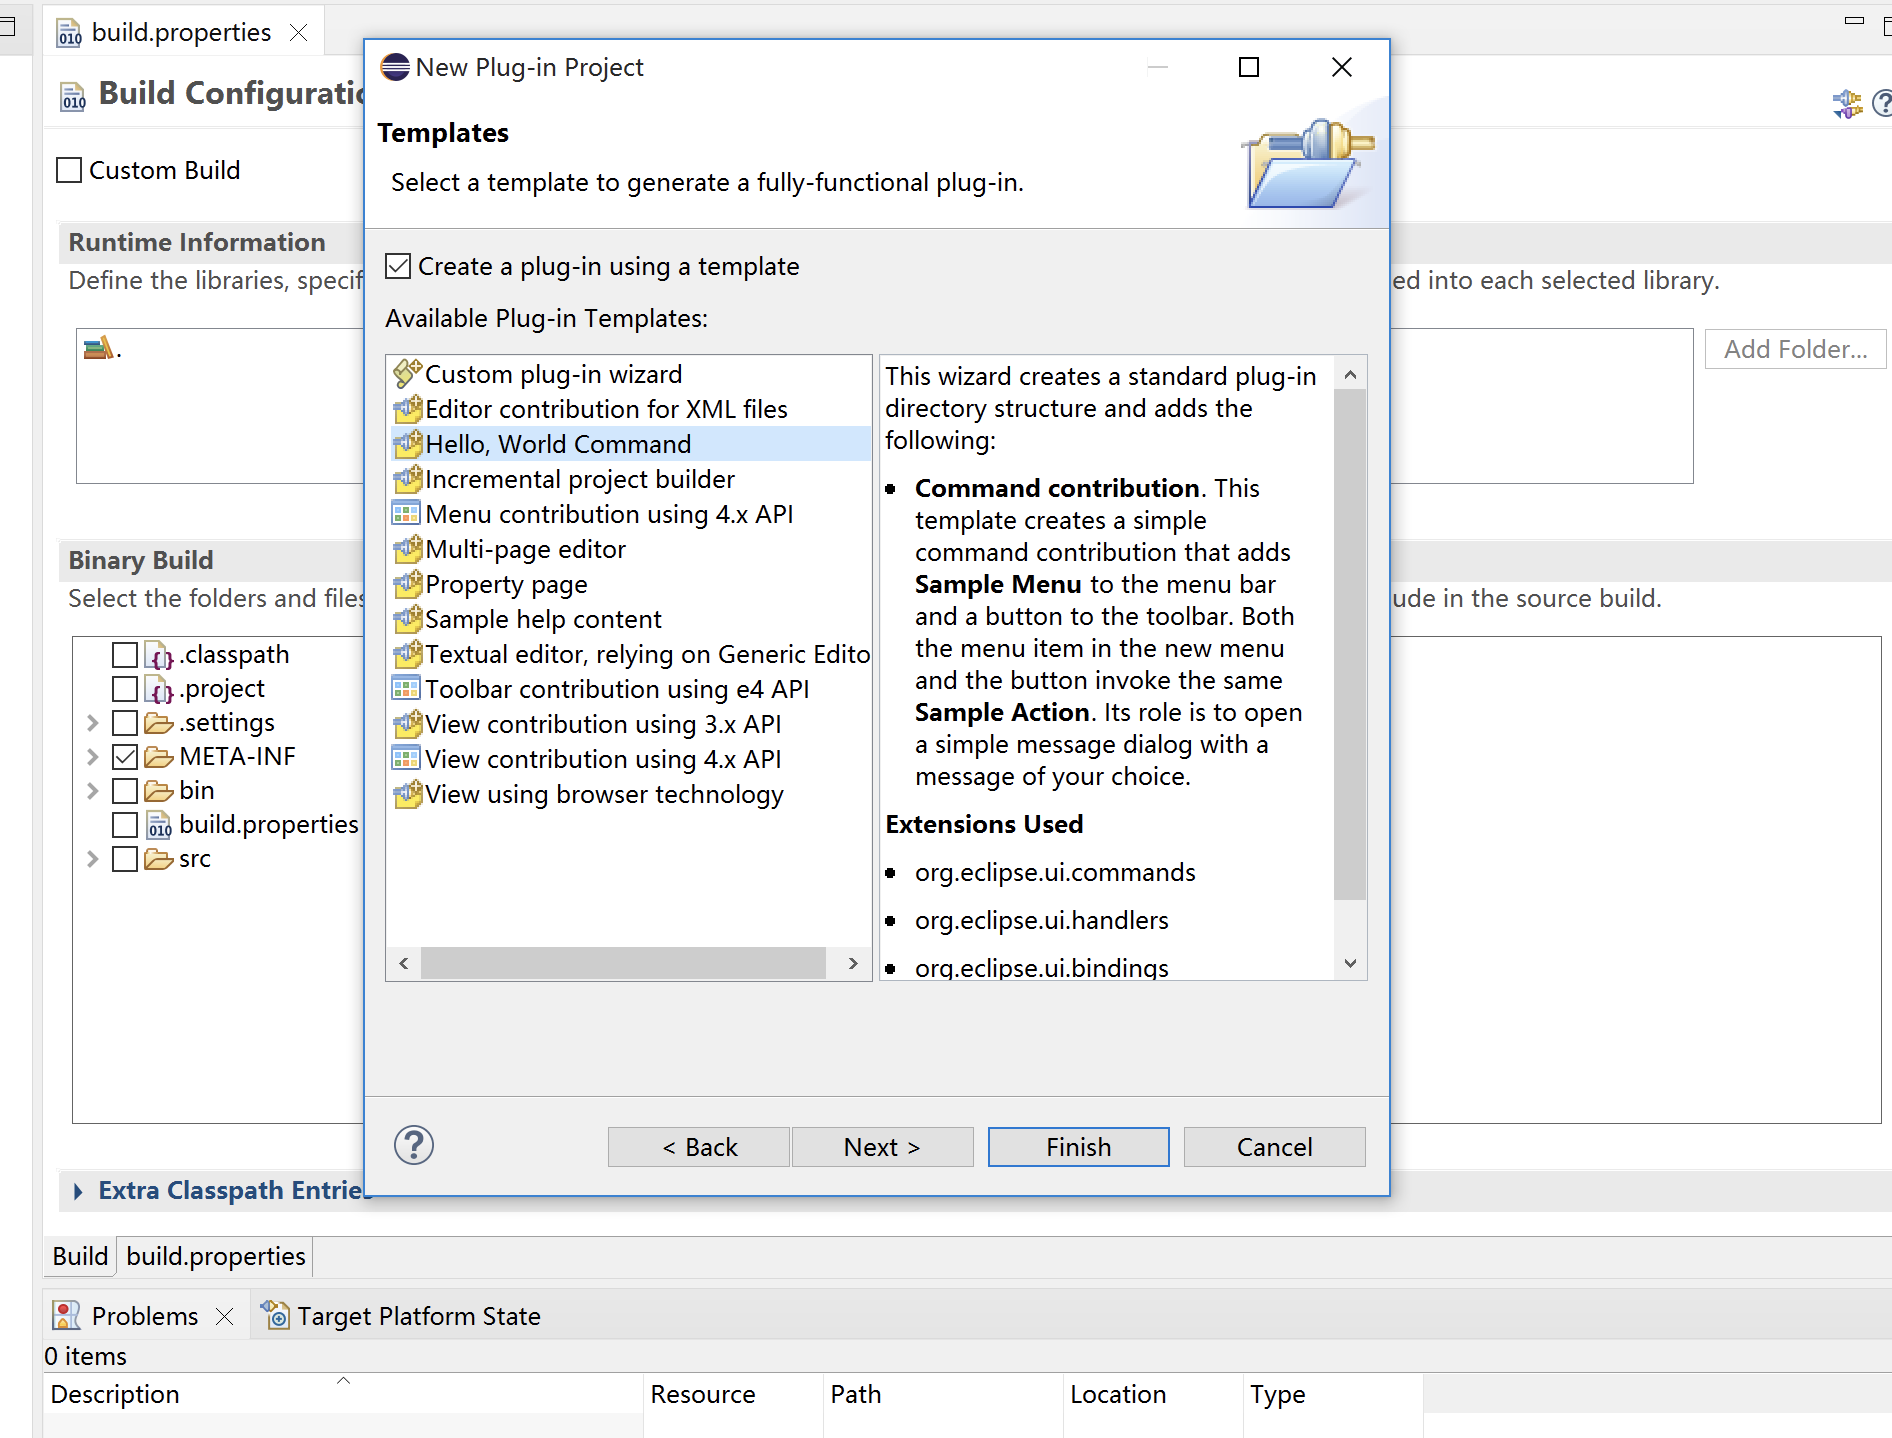 build.properties
New Plug-in Project
Build Configuratio
Templates
Select a template to generate a fully-functional plug-in.
Custom Build
Runtime Information
Create a plug-in using a template
Define the libraries, specif
ed into each selected library.
Available Plug-in Templates:
.
Add Folder...
Custom plug-in wizard
Editor contribution for XML files
Hello, World Command
Incremental project builder
Menu contribution using 4.x API
Multi-page editor
Property page
Sample help content
Textual editor, relying on Generic Edito
Toolbar contribution using e4 API
View contribution using 3.x API
View contribution using 4.x API
View using browser technology
This wizard creates a standard plug-in
directory structure and adds the
following:
Command contribution. This
template creates a simple
command contribution that adds
Sample Menu to the menu bar
and a button to the toolbar. Both
the menu item in the new menu
and the button invoke the same
Sample Action. Its role is to open
a simple message dialog with a
message of your choice.
Extensions Used
org.eclipse.ui.commands
org.eclipse.ui.handlers
org.eclipse.ui.bindings
Binary Build
Select the folders and files
ude in the source build.
.classpath
.project
.settings
META-INF
bin
build.properties
src
< Back
Next >
Finish
Cancel
Extra Classpath Entries
Build
build.properties
Problems
Target Platform State
0 items
Description
Resource
Path
Location
Type